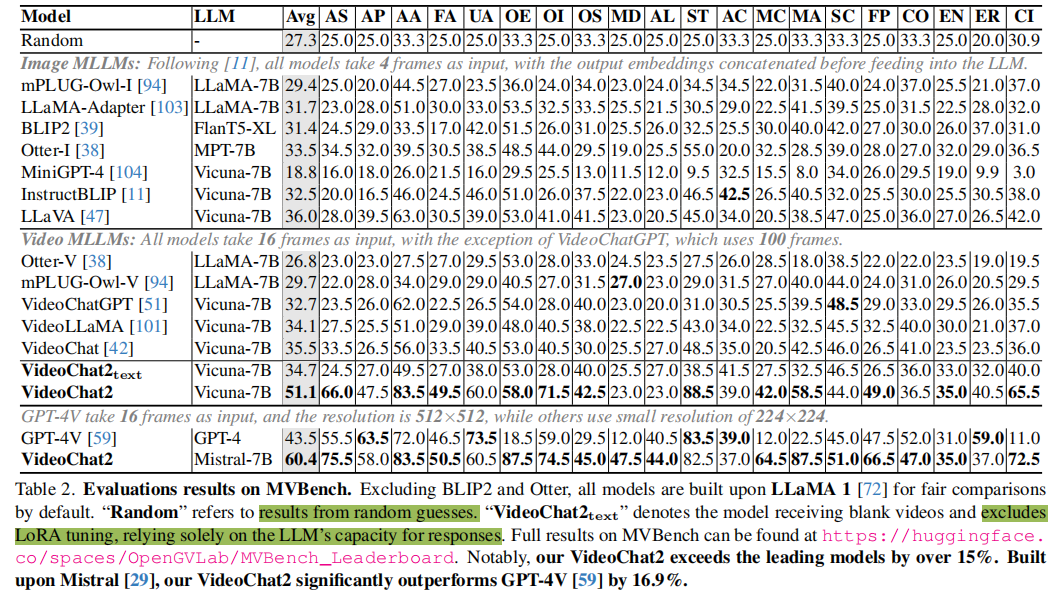 Model LLM Avg AS AP AA FA UA OE OI OS MD AL ST AC MC MA SC FP CO EN ER CI
Random - 27.3 25.0 25.0 33.3 25.0 25.0 33.3 25.0 33.3 25.0 25.0 25.0 33.3 25.0 33.3 33.3 25.0 33.3 25.0 20.0 30.9
Image MLLMs: Following [11], all models take 4 frames as input, with the output embeddings concatenated before feeding into the LLM.
mPLUG-Owl-I [94] LLaMA-7B 29.4 25.0 20.0 44.5 27.0 23.5 36.0 24.0 34.0 23.0 24.0 34.5 34.5 22.0 31.5 40.0 24.0 37.0 25.5 21.0 37.0
LLaMA-Adapter [103] LLaMA-7B 31.7 23.0 28.0 51.0 30.0 33.0 53.5 32.5 33.5 25.5 21.5 30.5 29.0 22.5 41.5 39.5 25.0 31.5 22.5 28.0 32.0
BLIP2 [39] FlanT5-XL 31.4 24.5 29.0 33.5 17.0 42.0 51.5 26.0 31.0 25.5 26.0 32.5 25.5 30.0 40.0 42.0 27.0 30.0 26.0 37.0 31.0
Otter-I [38] MPT-7B 33.5 34.5 32.0 39.5 30.5 38.5 48.5 44.0 29.5 19.0 25.5 55.0 20.0 32.5 28.5 39.0 28.0 27.0 32.0 29.0 36.5
MiniGPT-4 [104] Vicuna-7B 18.8 16.0 18.0 26.0 21.5 16.0 29.5 25.5 13.0 11.5 12.0 9.5 32.5 15.5 8.0 34.0 26.0 29.5 19.0 9.9 3.0
InstructBLIP [11] Vicuna-7B 32.5 20.0 16.5 46.0 24.5 46.0 51.0 26.0 37.5 22.0 23.0 46.5 42.5 26.5 40.5 32.0 25.5 30.0 25.5 30.5 38.0
LLaVA [47] Vicuna-7B 36.0 28.0 39.5 63.0 30.5 39.0 53.0 41.0 41.5 23.0 20.5 45.0 34.0 20.5 38.5 47.0 25.0 36.0 27.0 26.5 42.0
Video MLLMs: All models take 16 frames as input, with the exception of VideoChatGPT, which uses 100 frames.
Otter-V [38] LLaMA-7B 26.8 23.0 23.0 27.5 27.0 29.5 53.0 28.0 33.0 24.5 23.5 27.5 26.0 28.5 18.0 38.5 22.0 22.0 23.5 19.0 19.5
mPLUG-Owl-V [94] LLaMA-7B 29.7 22.0 28.0 34.0 29.0 29.0 40.5 27.0 31.5 27.0 23.0 29.0 31.5 27.0 40.0 44.0 24.0 31.0 26.0 20.5 29.5
VideoChatGPT [51] Vicuna-7B 32.7 23.5 26.0 62.0 22.5 26.5 54.0 28.0 40.0 23.0 20.0 31.0 30.5 25.5 39.5 48.5 29.0 33.0 29.5 26.0 35.5
VideoLLaMA [101] Vicuna-7B 34.1 27.5 25.5 51.0 29.0 39.0 48.0 40.5 38.0 22.5 22.5 43.0 34.0 22.5 32.5 45.5 32.5 40.0 30.0 21.0 37.0
VideoChat [42] Vicuna-7B 35.5 33.5 26.5 56.0 33.5 40.5 53.0 40.5 30.0 25.5 27.0 48.5 35.0 20.5 42.5 46.0 26.5 41.0 23.5 23.5 36.0
VideoChat2text Vicuna-7B 34.7 24.5 27.0 49.5 27.0 38.0 53.0 28.0 40.0 25.5 27.0 38.5 41.5 27.5 32.5 46.5 26.5 36.0 33.0 32.0 40.0
VideoChat2 Vicuna-7B 51.1 66.0 47.5 83.5 49.5 60.0 58.0 71.5 42.5 23.0 23.0 88.5 39.0 42.0 58.5 44.0 49.0 36.5 35.0 40.5 65.5
GPT-4V take 16 frames as input, and the resolution is 512×512, while others use small resolution of 224×224.
GPT-4V [59] GPT-4 43.5 55.5 63.5 72.0 46.5 73.5 18.5 59.0 29.5 12.0 40.5 83.5 39.0 12.0 22.5 45.0 47.5 52.0 31.0 59.0 11.0
VideoChat2 Mistral-7B 60.4 75.5 58.0 83.5 50.5 60.5 87.5 74.5 45.0 47.5 44.0 82.5 37.0 64.5 87.5 51.0 66.5 47.0 35.0 37.0 72.5
Table 2. Evaluations results on MVBench. Excluding BLIP2 and Otter, all models are built upon LLaMA 1 [72] for fair comparisons
by default. “Random” refers to results from random guesses. “VideoChat2text” denotes the model receiving blank videos and excludes
LoRA tuning, relying solely on the LLM’s capacity for responses. Full results on MVBench can be found at https://huggingface.
co/spaces/OpenGVLab/MVBench_Leaderboard. Notably, our VideoChat2 exceeds the leading models by over 15%. Built
upon Mistral [29], our VideoChat2 significantly outperforms GPT-4V [59] by 16.9%.